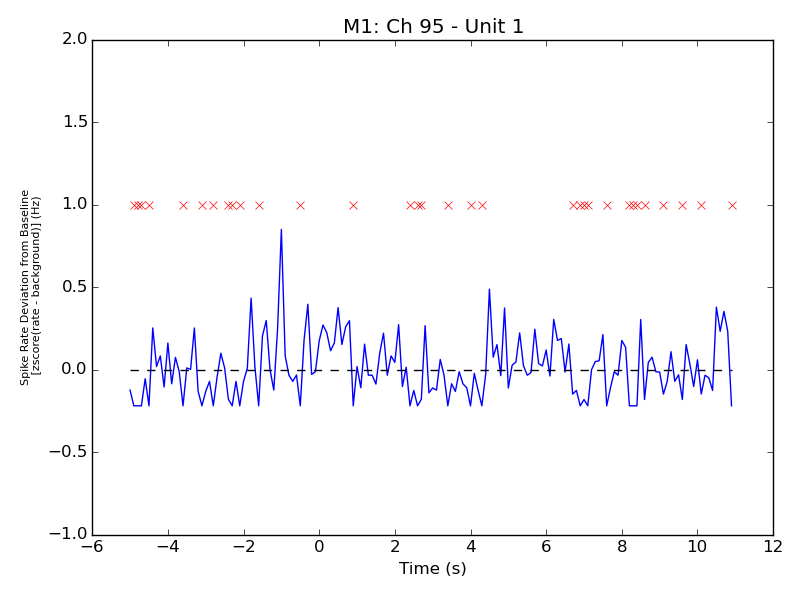 M1: Ch 95 - Unit 1
2.0
1.5
1.0
0.5
0.0
−0.5
−1.0
Spike Rate Deviation from Baseline
[zscore(rate - background)] (Hz)
−6 −4 −2 0 2 4 6 8 10 12
Time (s)